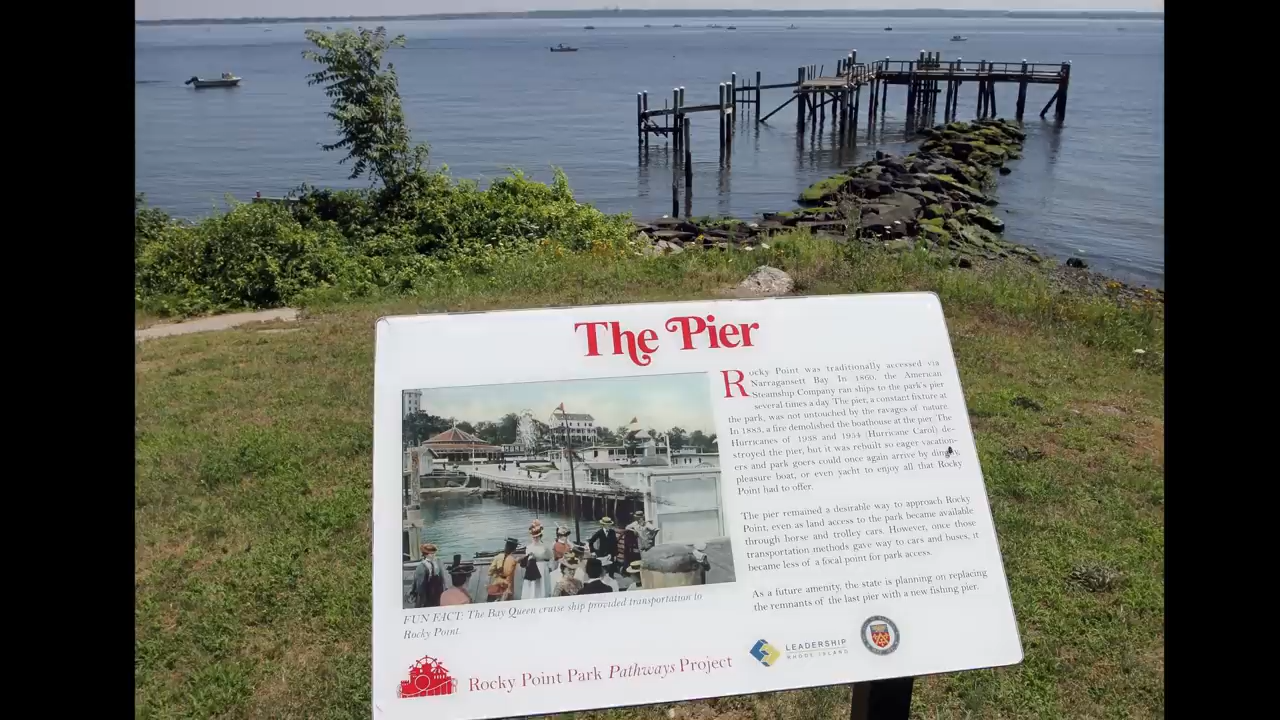 The Pier
Rocky Point was traditionally accessed via
Narragansett Bay. In 1860, the American
Steamship Company ran ships to the park's pier
several times a day. The pier, a constant fixture at
the park, was not untouched by the ravages of nature.
In 1883, a fire demolished the boathouse at the pier. The
Hurricanes of 1938 and 1954 (Hurricane Carol) de-
stroyed the pier, but it was rebuilt so eager vacation-
ers and park goers could once again arrive by dinghy,
pleasure boat, or even yacht to enjoy all that Rocky
Point had to offer.
The pier remained a desirable way to approach Rocky
Point, even as land access to the park became available
through horse and trolley cars. However, once those
transportation methods gave way to cars and buses, it
became less of a focal point for park access.
As a future amenity, the state is planning on replacing
the remnants of the last pier with a new fishing pier.
FUN FACT: The Bay Queen cruise ship provided transportation to
Rocky Point.
Rocky Point Park Pathways Project
LEADERSHIP
RHODE ISLAND